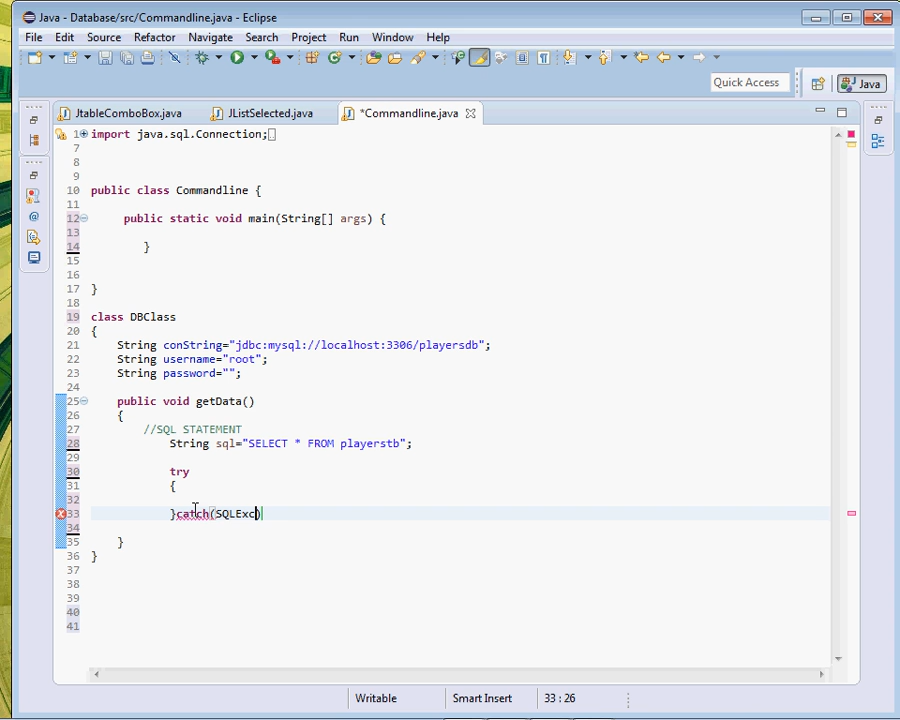 Java - Database/src/Commandline.java - Eclipse
File Edit Source Refactor Navigate Search Project Run Window Help
Quick Access
Java
JtableComboBox.java
JListSelected.java
*Commandline.java
1 import java.sql.Connection;
7
8
9
10 public class Commandline {
11
12 public static void main(String[] args) {
13
14 }
15
16
17 }
18
19 class DBClass
20 {
21 String conString="jdbc:mysql://localhost:3306/playersdb";
22 String username="root";
23 String password="";
24
25 public void getData()
26 {
27 //SQL STATEMENT
28 String sql="SELECT * FROM playerstb";
29
30 try
31 {
32
33 }catch(SQLExc)
34
35 }
36 }
37
38
39
40
41
Writable
Smart Insert
33 : 26